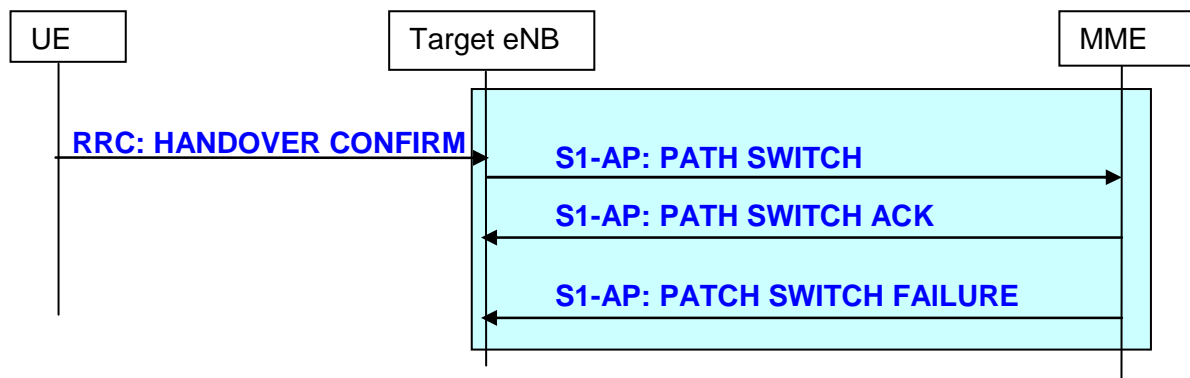 UE
Target eNB
MME
RRC: HANDOVER CONFIRM
S1-AP: PATH SWITCH
S1-AP: PATH SWITCH ACK
S1-AP: PATCH SWITCH FAILURE